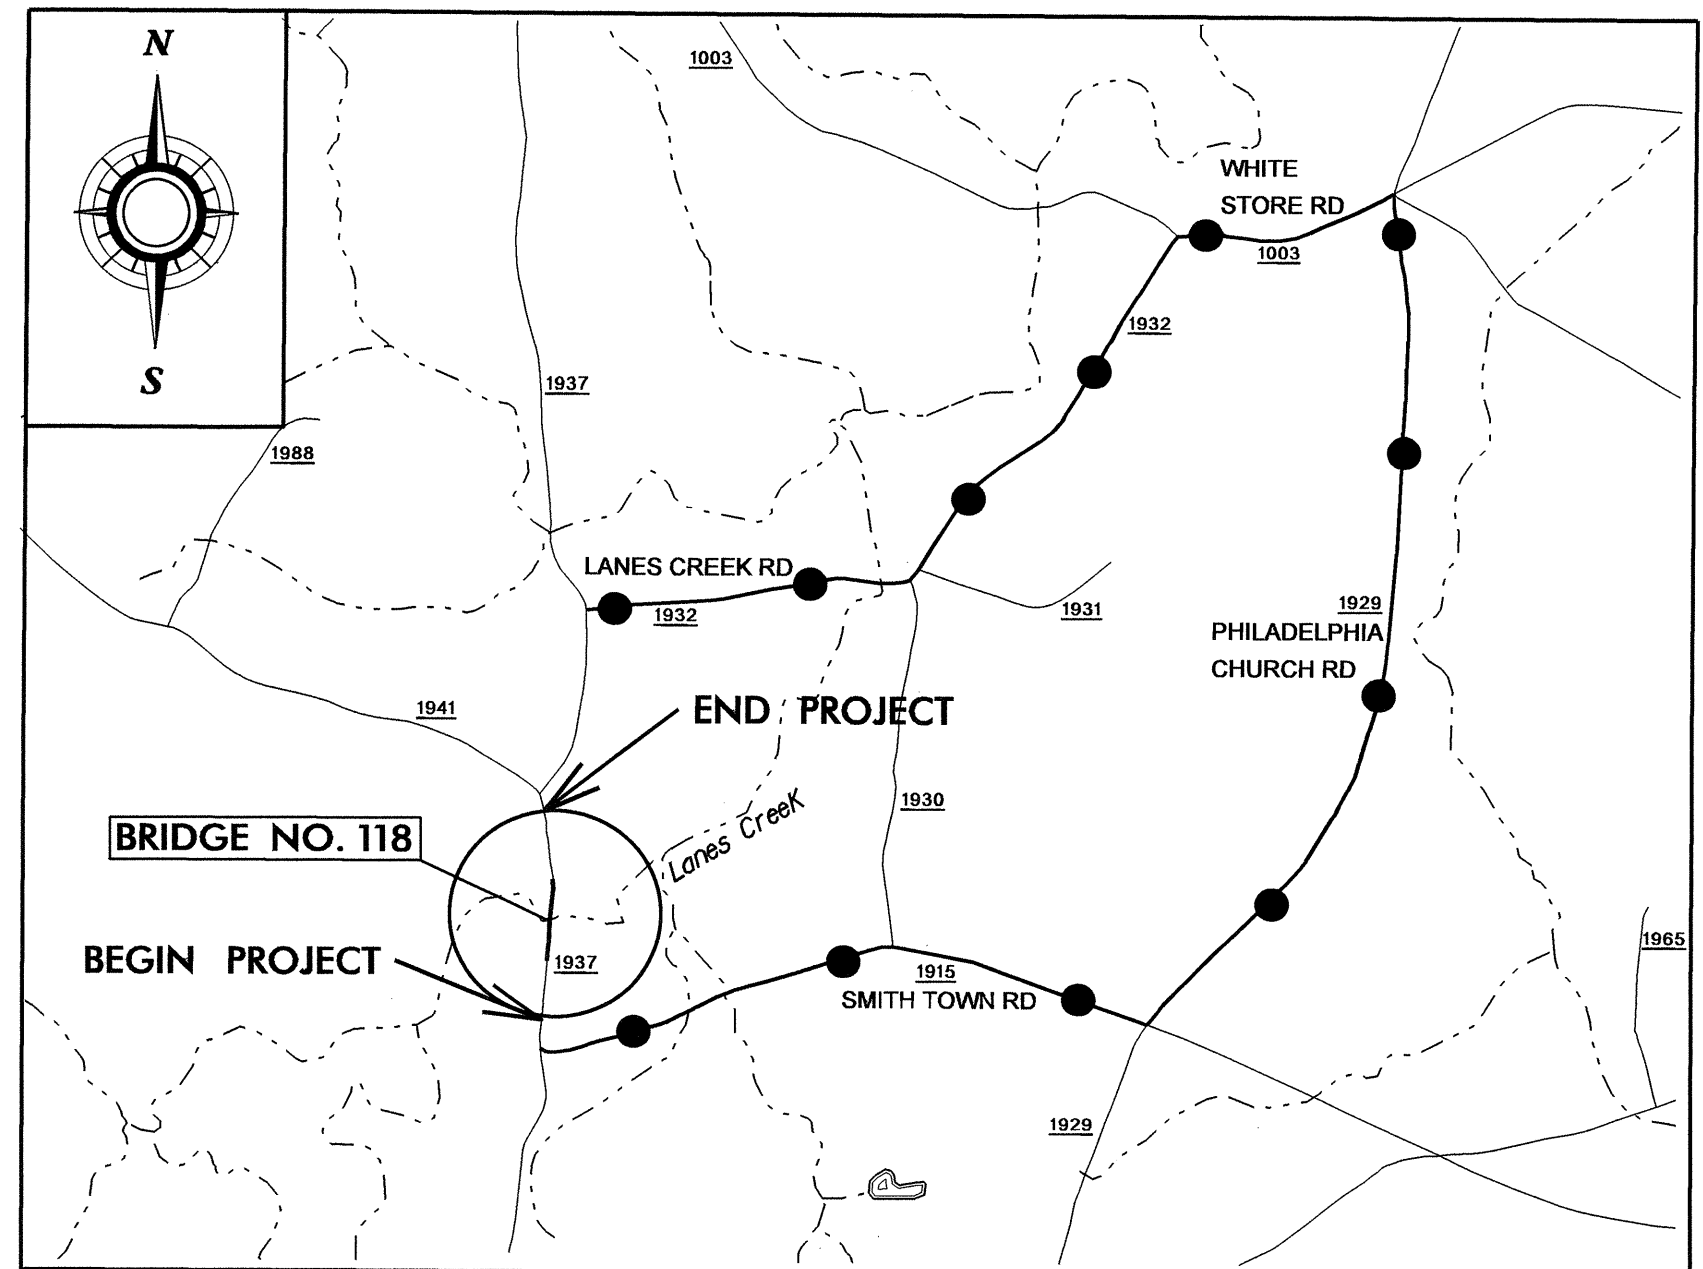 N
S
1003
WHITE
STORE RD
1003
1932
1937
1988
LANES CREEK RD
1932
1931
1929
PHILADELPHIA
CHURCH RD
1941
END PROJECT
1930
Lanes Creek
BRIDGE NO. 118
BEGIN PROJECT
1937
1915
SMITH TOWN RD
1965
1929